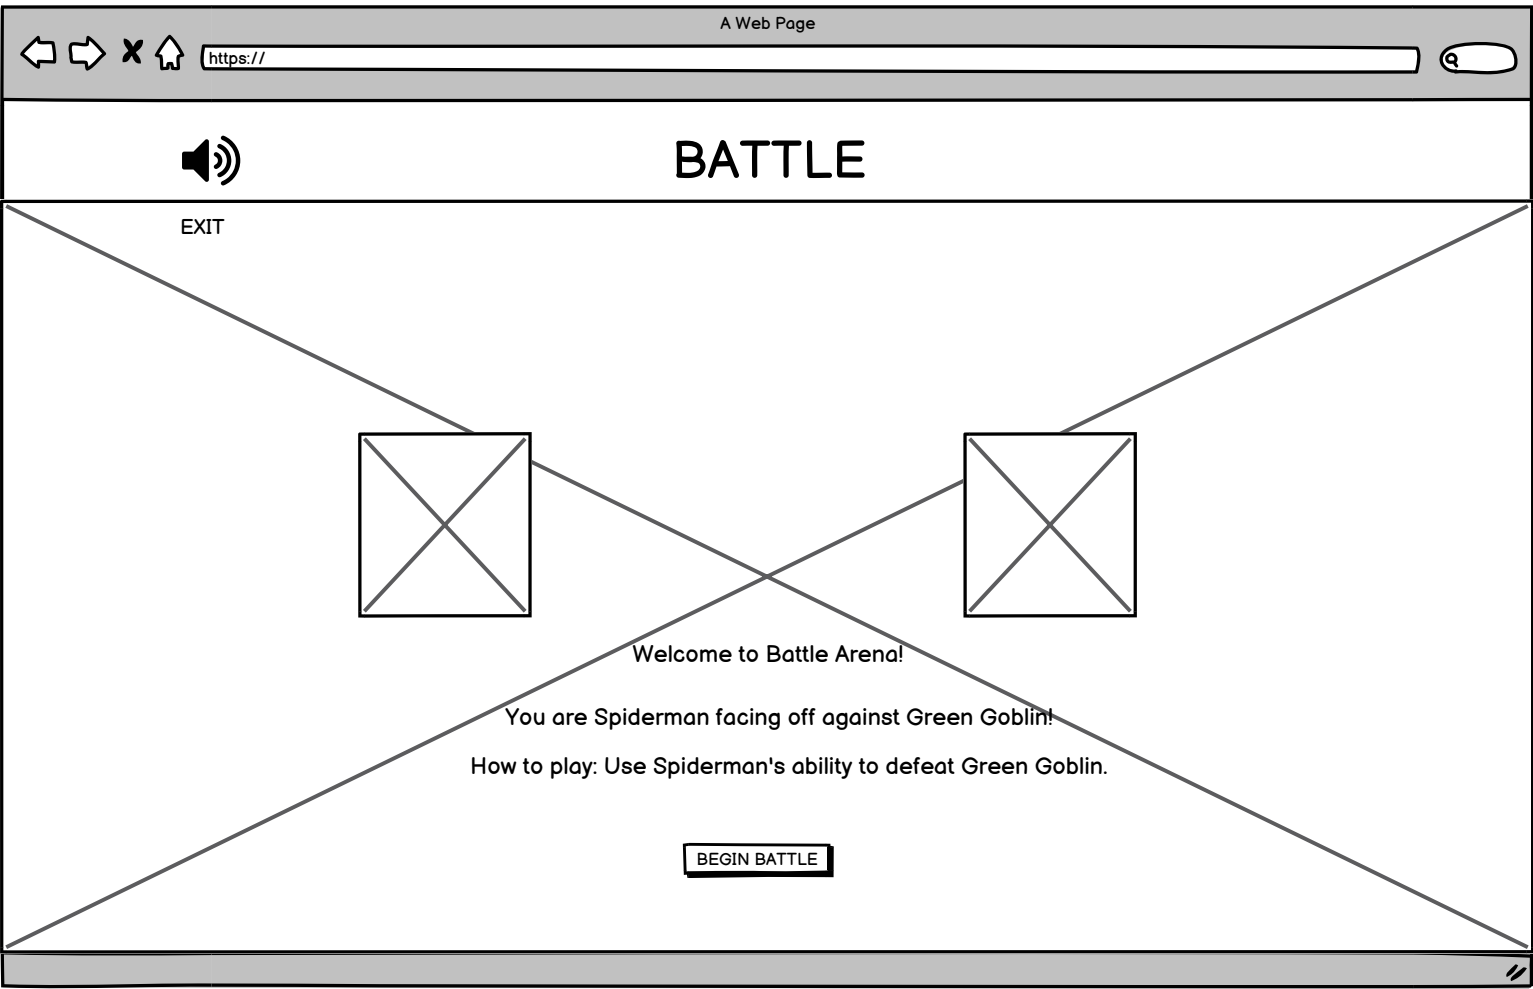 A Web Page
https://
BATTLE
EXIT
Welcome to Battle Arena!
You are Spiderman facing off against Green Goblin!
How to play: Use Spiderman's ability to defeat Green Goblin.
BEGIN BATTLE